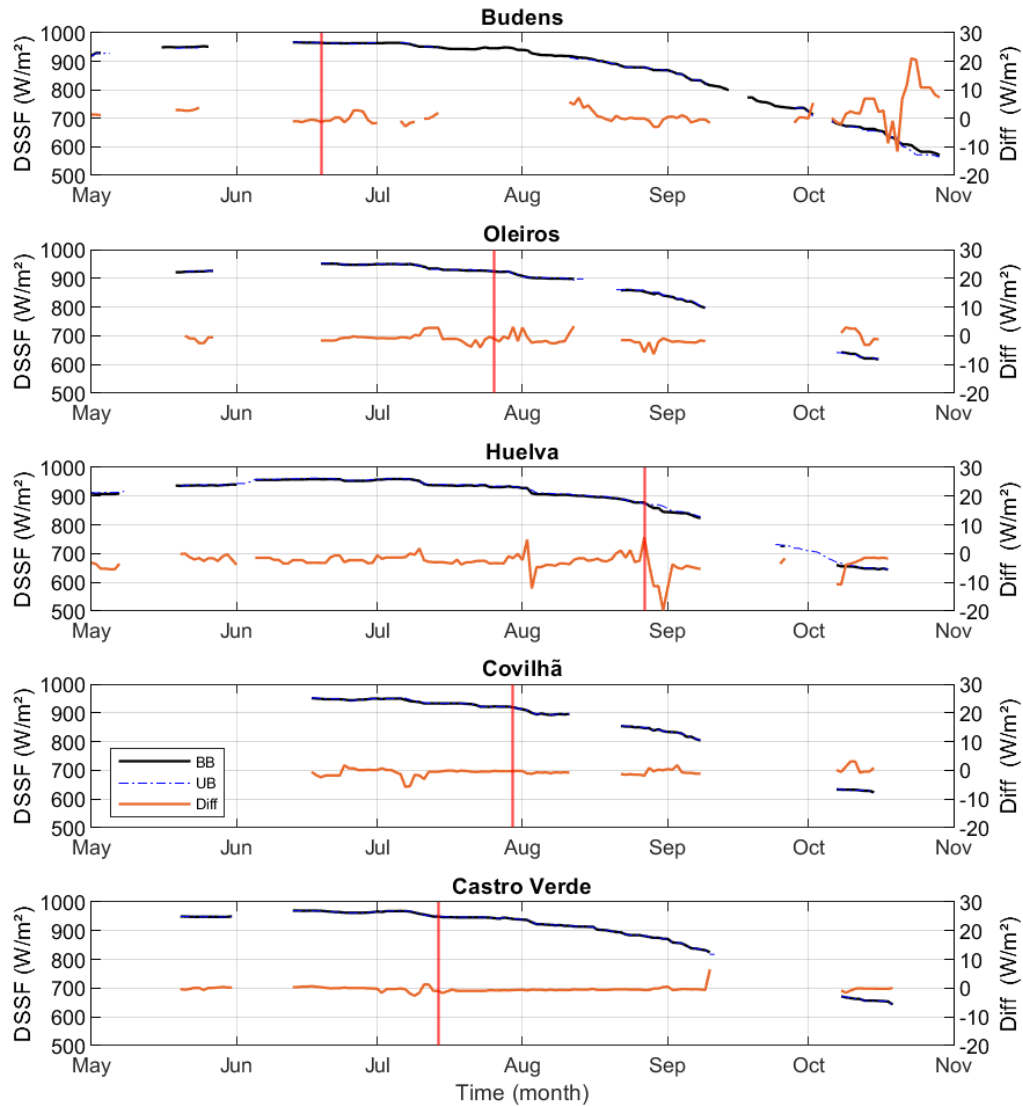 Budens
DSSF (W/m²)
1000
900
800
700
600
500
30
20
10
0
-10
-20
Diff (W/m²)
May Jun Jul Aug Sep Oct Nov
Oleiros
DSSF (W/m²)
1000
900
800
700
600
500
30
20
10
0
-10
-20
Diff (W/m²)
May Jun Jul Aug Sep Oct Nov
Huelva
DSSF (W/m²)
1000
900
800
700
600
500
30
20
10
0
-10
-20
Diff (W/m²)
May Jun Jul Aug Sep Oct Nov
Covilhã
DSSF (W/m²)
1000
900
800
700
600
500
BB
UB
Diff
30
20
10
0
-10
-20
Diff (W/m²)
May Jun Jul Aug Sep Oct Nov
Castro Verde
DSSF (W/m²)
1000
900
800
700
600
500
30
20
10
0
-10
-20
Diff (W/m²)
May Jun Jul Aug Sep Oct Nov
Time (month)